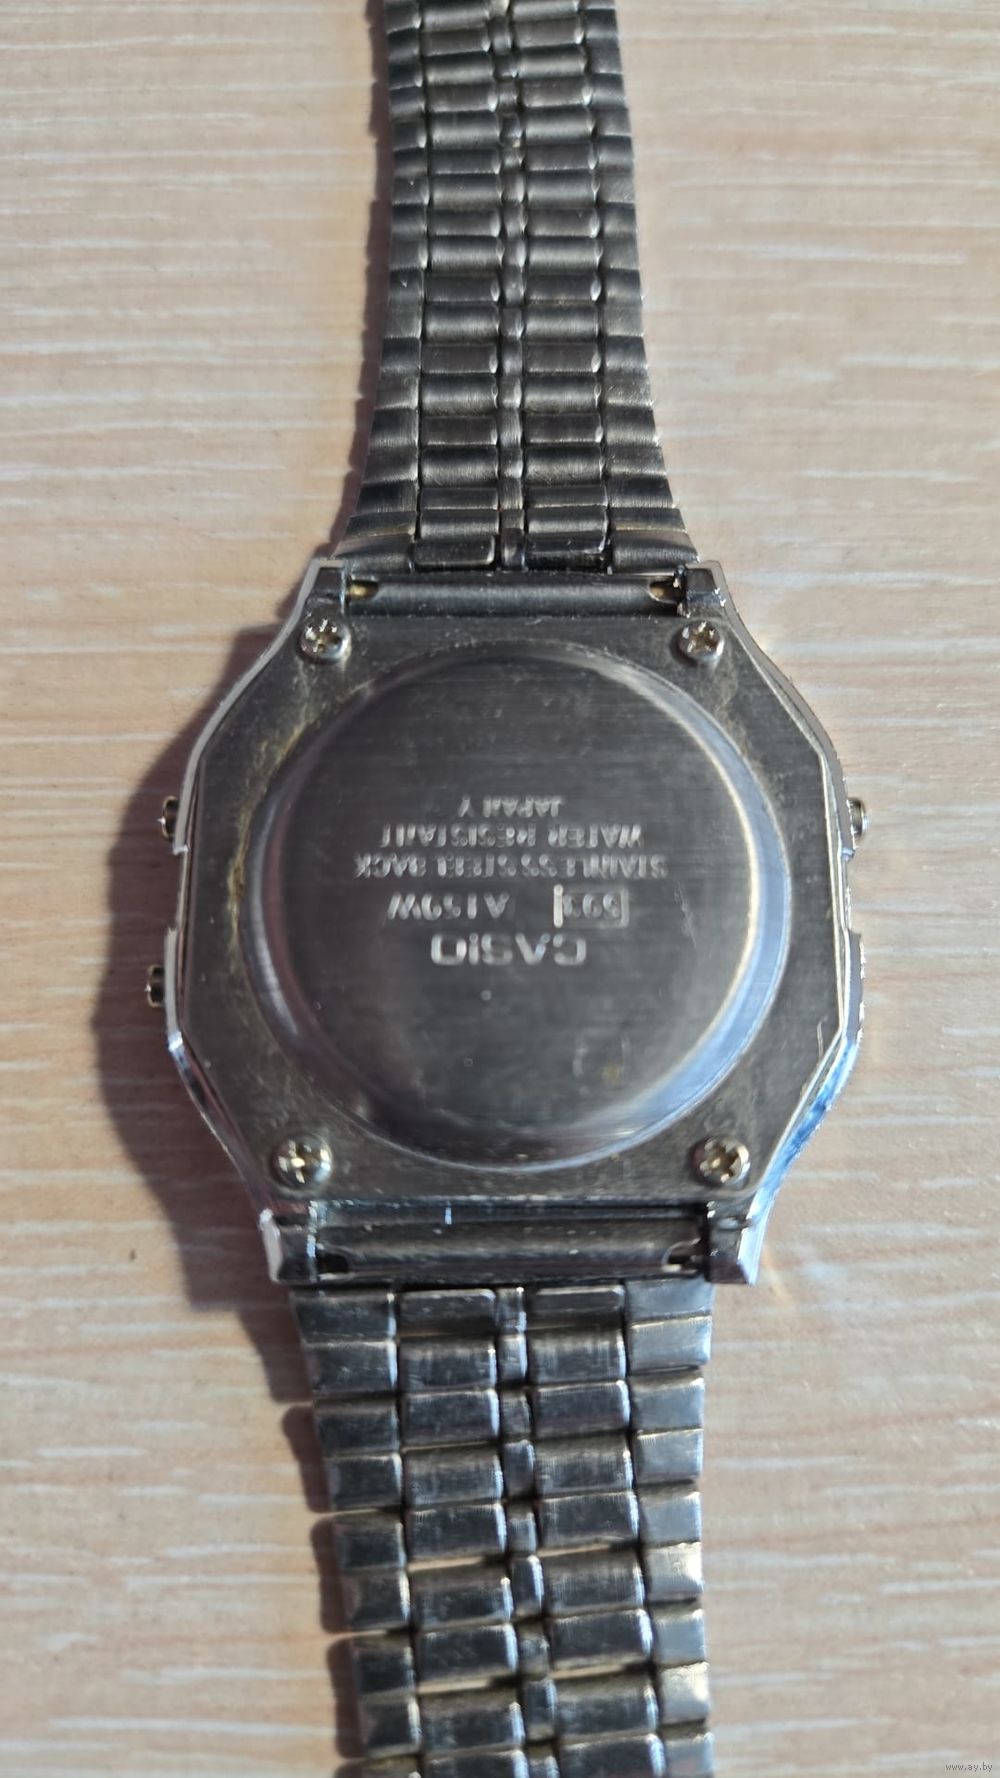 CASIO
593 A159W
STAINLESS STEEL BACK
WATER RESISTANT
JAPAN Y
www.ay.by